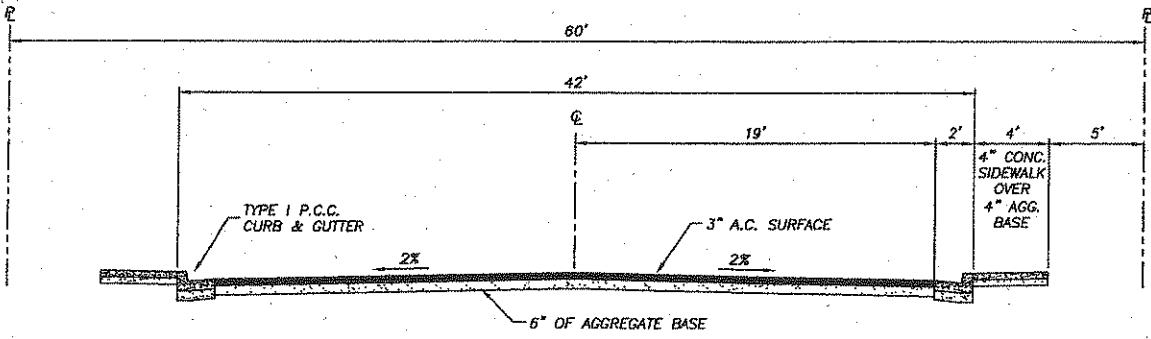 ℄
℄
60'
42'
℄
19'
2'
4'
5'
4" CONC.
SIDEWALK
OVER
4" AGG.
BASE
TYPE I P.C.C.
CURB & GUTTER
3" A.C. SURFACE
2%
2%
6" OF AGGREGATE BASE